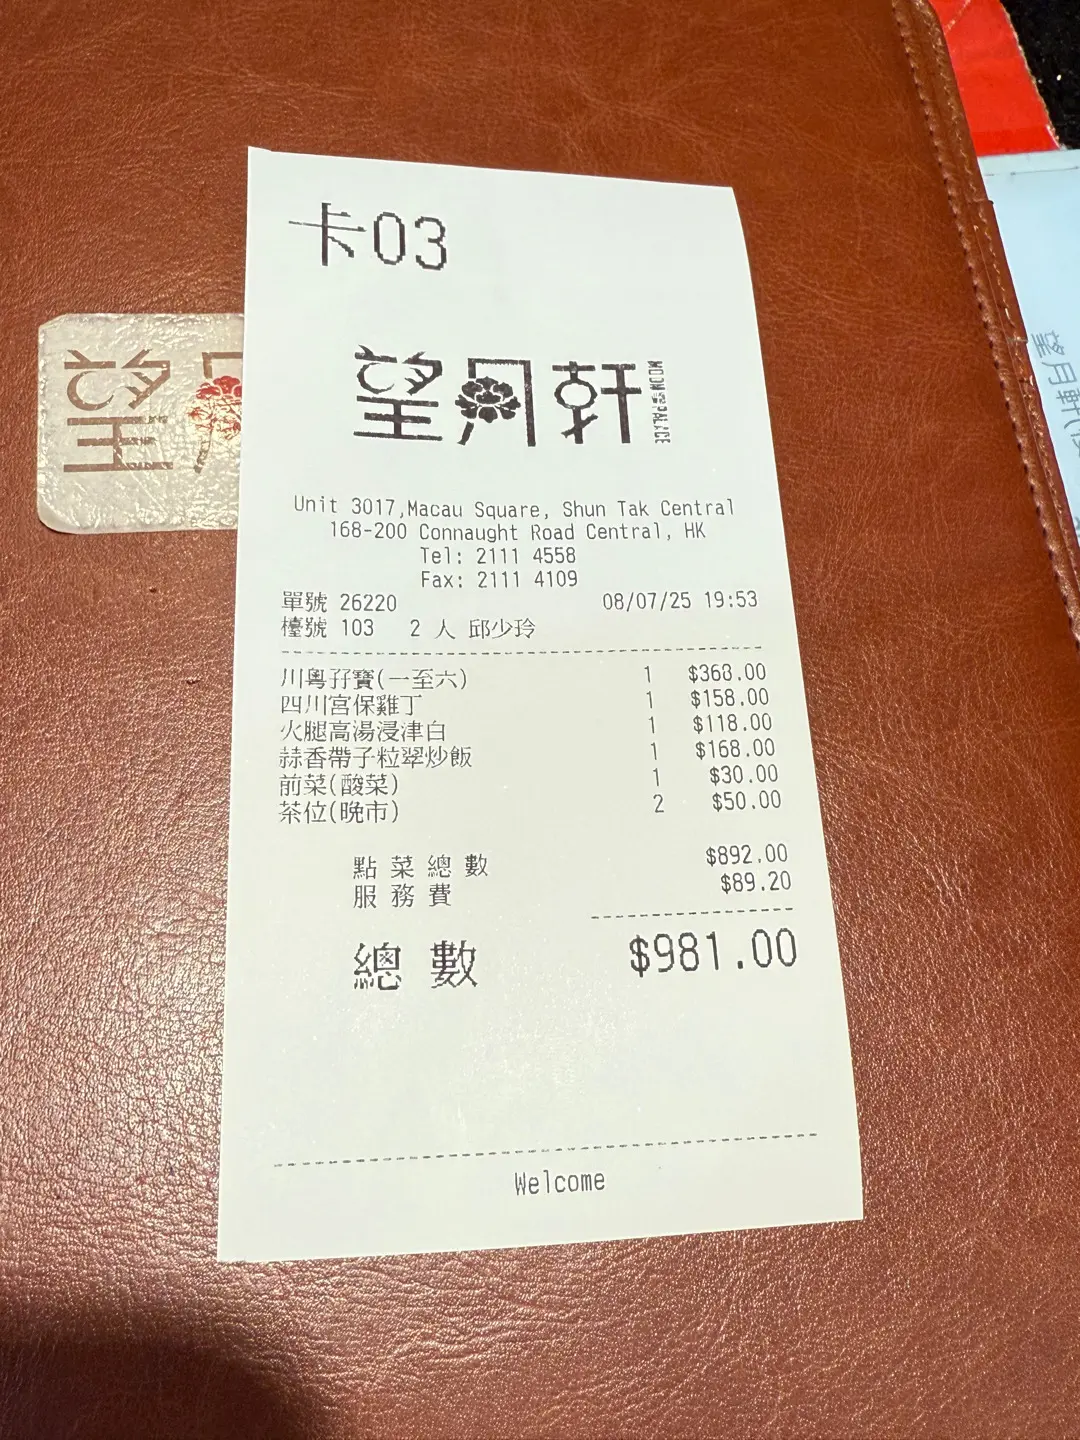 卡03
望月軒
MOON PALACE
望
Unit 3017,Macau Square, Shun Tak Central
168-200 Connaught Road Central, HK
Tel: 2111 4558
Fax: 2111 4109
單號 26220 08/07/25 19:53
檯號 103 2 人 邱少玲
川粵孖寶(一至六) 1 $368.00
四川宮保雞丁 1 $158.00
火腿高湯浸津白 1 $118.00
蒜香帶子粒翠炒飯 1 $168.00
前菜(酸菜) 1 $30.00
茶位(晚市) 2 $50.00
點菜總數 $892.00
服務費 $89.20
總數 $981.00
Welcome
望月軒